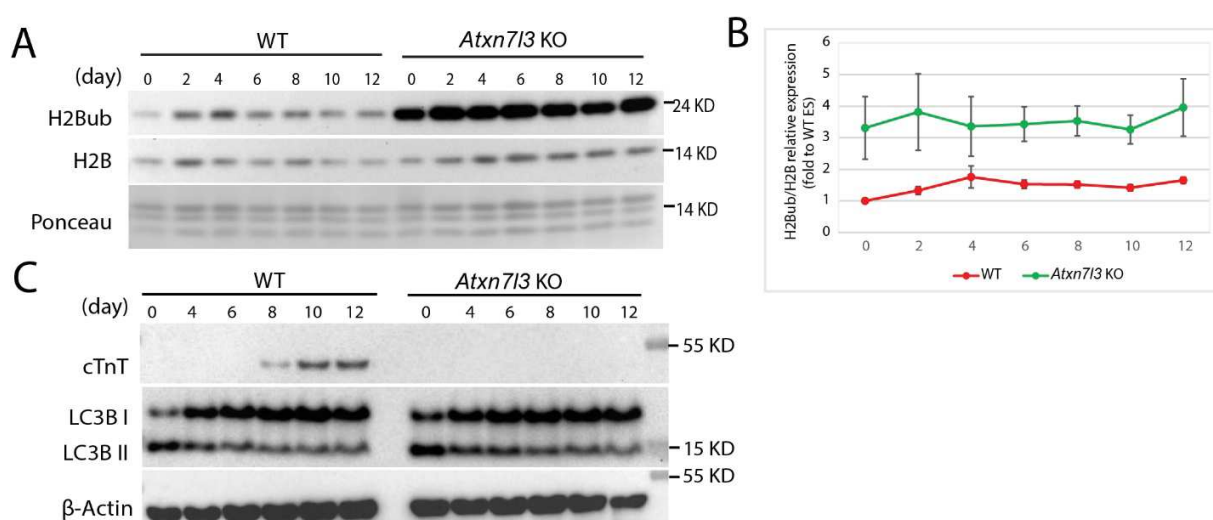 A
WT Atxn7l3 KO
(day) 0 2 4 6 8 10 12 0 2 4 6 8 10 12
H2Bub 24 KD
H2B 14 KD
Ponceau 14 KD
B
H2Bub/H2B relative expression
(fold to WT ES)
6
5
4
3
2
1
0
0 2 4 6 8 10 12
WT Atxn7l3 KO
C
WT Atxn7l3 KO
(day) 0 4 6 8 10 12 0 4 6 8 10 12
cTnT 55 KD
LC3B I
LC3B II 15 KD
55 KD
β-Actin